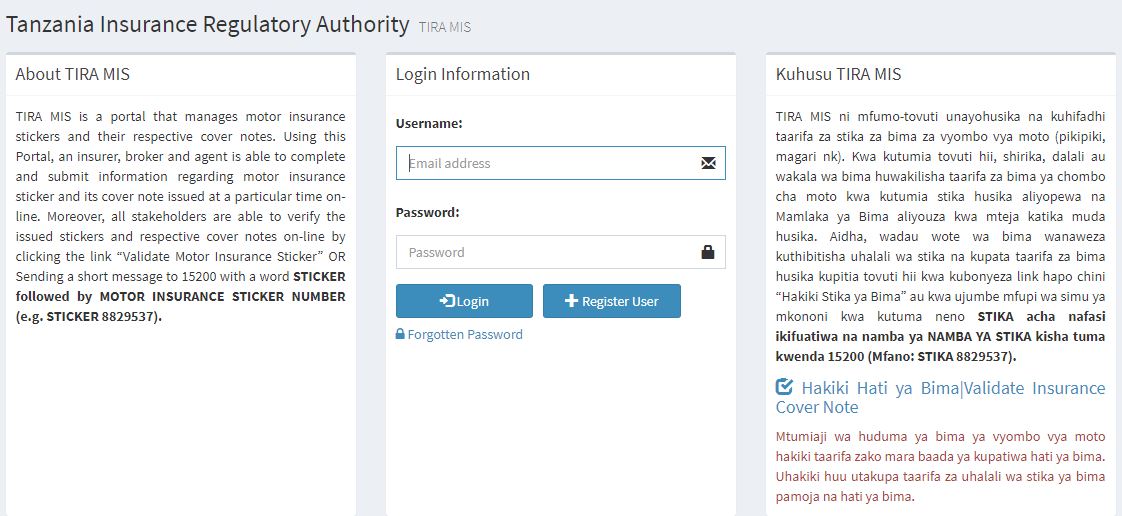 Tanzania Insurance Regulatory Authority TIRA MIS
About TIRA MIS
TIRA MIS is a portal that manages motor insurance
stickers and their respective cover notes. Using this
Portal, an insurer, broker and agent is able to complete
and submit information regarding motor insurance
sticker and its cover note issued at a particular time on-
line. Moreover, all stakeholders are able to verify the
issued stickers and respective cover notes on-line by
clicking the link “Validate Motor Insurance Sticker” OR
Sending a short message to 15200 with a word STICKER
followed by MOTOR INSURANCE STICKER NUMBER
(e.g. STICKER 8829537).
Login Information
Username:
Email address
Password:
Password
Login
Register User
Forgotten Password
Kuhusu TIRA MIS
TIRA MIS ni mfumo-tovuti unayohusika na kuhifadhi
taarifa za stika za bima za vyombo vya moto (pikipiki,
magari nk). Kwa kutumia tovuti hii, shirika, dalali au
wakala wa bima huwakilisha taarifa za bima ya chombo
cha moto kwa kutumia stika husika aliyopewa na
Mamlaka ya Bima aliyouza kwa mteja katika muda
husika. Aidha, wadau wote wa bima wanaweza
kuthibitisha uhalali wa stika na kupata taarifa za bima
husika kupitia tovuti hii kwa kubonyeza link hapo chini
“Hakiki Stika ya Bima” au kwa ujumbe mfupi wa simu ya
mkononi kwa kutuma neno STIKA acha nafasi
ikifuatiwa na namba ya NAMBA YA STIKA kisha tuma
kwenda 15200 (Mfano: STIKA 8829537).
Hakiki Hati ya Bima|Validate Insurance
Cover Note
Mtumiaji wa huduma ya bima ya vyombo vya moto
hakiki taarifa zako mara baada ya kupatiwa hati ya bima.
Uhakiki huu utakupa taarifa za uhalali wa stika ya bima
pamoja na hati ya bima.